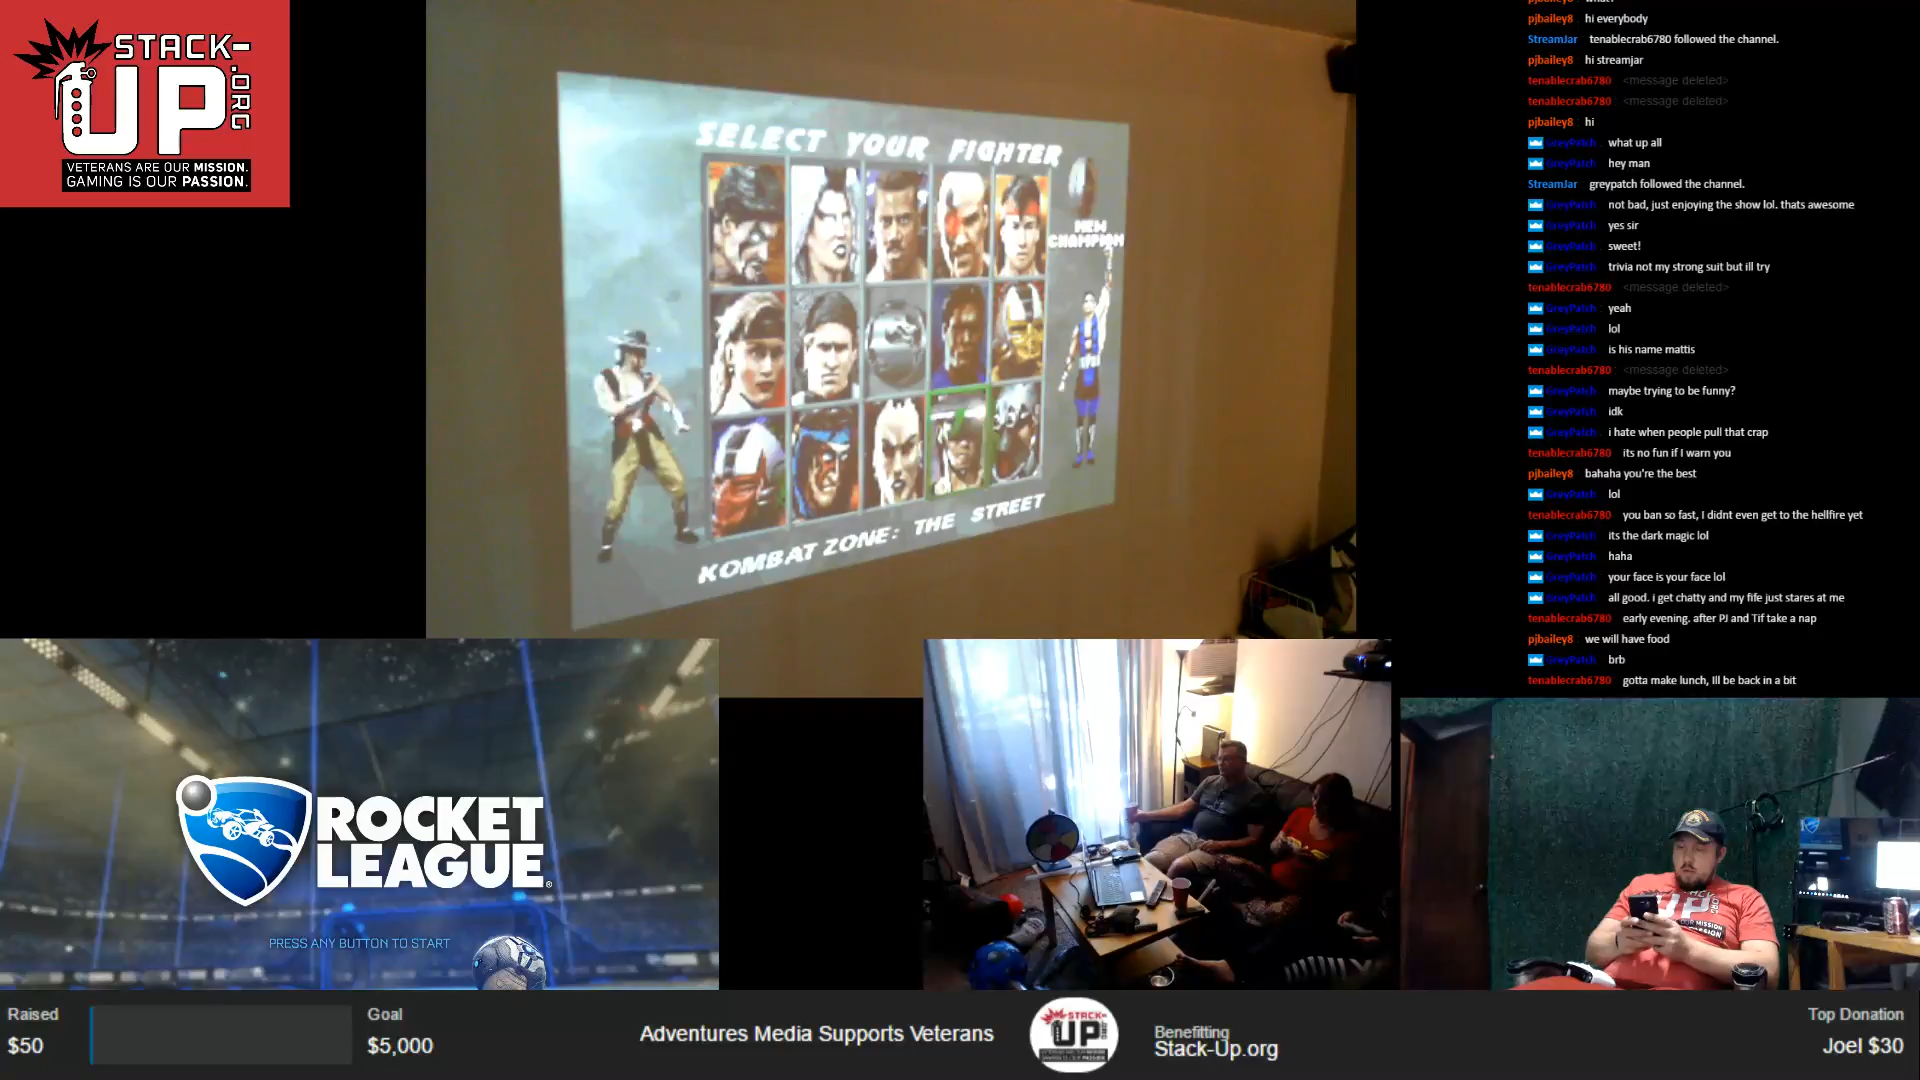 STACK-
UP
.ORG
VETERANS ARE OUR MISSION.
GAMING IS OUR PASSION.
SELECT YOUR FIGHTER
NEW
CHAMPION
KOMBAT ZONE: THE STREET
pjbailey8 hi everybody
StreamJar tenablecrab6780 followed the channel.
pjbailey8 hi streamjar
tenablecrab6780 <message deleted>
tenablecrab6780 <message deleted>
pjbailey8 hi
GreyPatch what up all
GreyPatch hey man
StreamJar greypatch followed the channel.
GreyPatch not bad, just enjoying the show lol. thats awesome
GreyPatch yes sir
GreyPatch sweet!
GreyPatch trivia not my strong suit but ill try
tenablecrab6780 <message deleted>
GreyPatch yeah
GreyPatch lol
GreyPatch is his name mattis
tenablecrab6780 <message deleted>
GreyPatch maybe trying to be funny?
GreyPatch idk
GreyPatch i hate when people pull that crap
tenablecrab6780 its no fun if I warn you
pjbailey8 bahaha you're the best
GreyPatch lol
tenablecrab6780 you ban so fast, I didnt even get to the hellfire yet
GreyPatch its the dark magic lol
GreyPatch haha
GreyPatch your face is your face lol
GreyPatch all good. i get chatty and my fife just stares at me
tenablecrab6780 early evening. after PJ and Tif take a nap
pjbailey8 we will have food
GreyPatch brb
tenablecrab6780 gotta make lunch, Ill be back in a bit
ROCKET
LEAGUE®
PRESS ANY BUTTON TO START
UP
Raised
$50
Goal
$5,000
Adventures Media Supports Veterans
STACK-
UP
Benefitting
Stack-Up.org
Top Donation
Joel $30